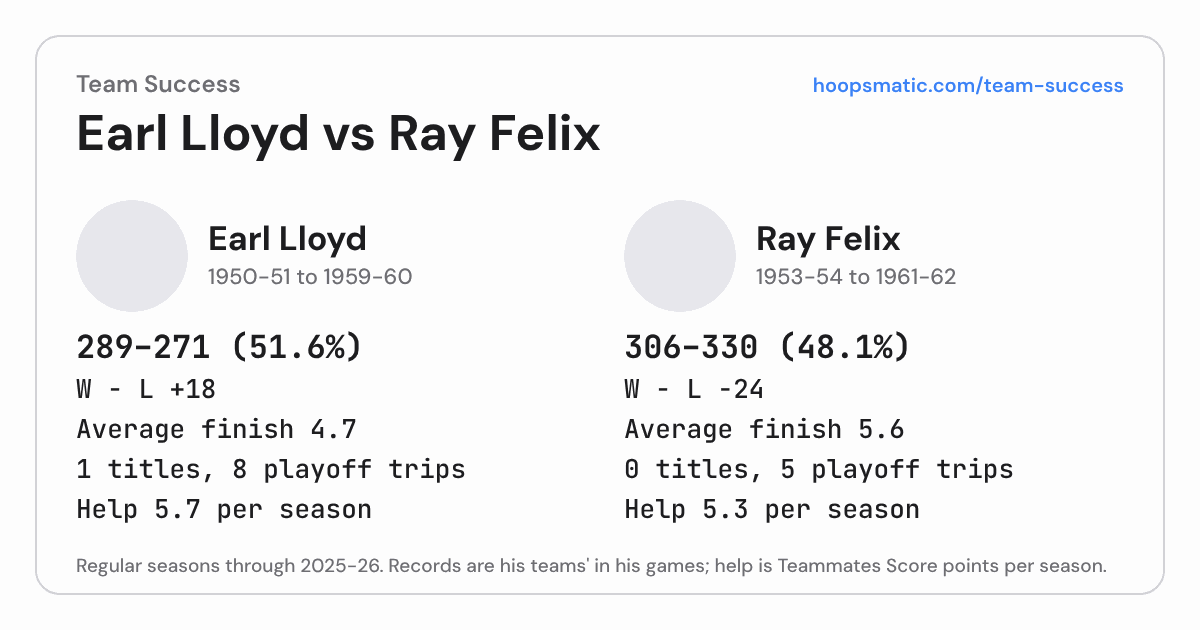 Team Success
hoopsmatic.com/team-success
Earl Lloyd vs Ray Felix
Earl Lloyd
1950-51 to 1959-60
289-271 (51.6%)
W - L +18
Average finish 4.7
1 titles, 8 playoff trips
Help 5.7 per season
Ray Felix
1953-54 to 1961-62
306-330 (48.1%)
W - L -24
Average finish 5.6
0 titles, 5 playoff trips
Help 5.3 per season
Regular seasons through 2025-26. Records are his teams' in his games; help is Teammates Score points per season.